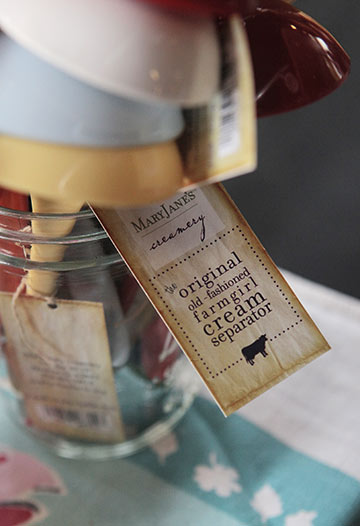 MARYJANE'S
creamery
the
original
old-fashioned
farmgirl
cream
separator